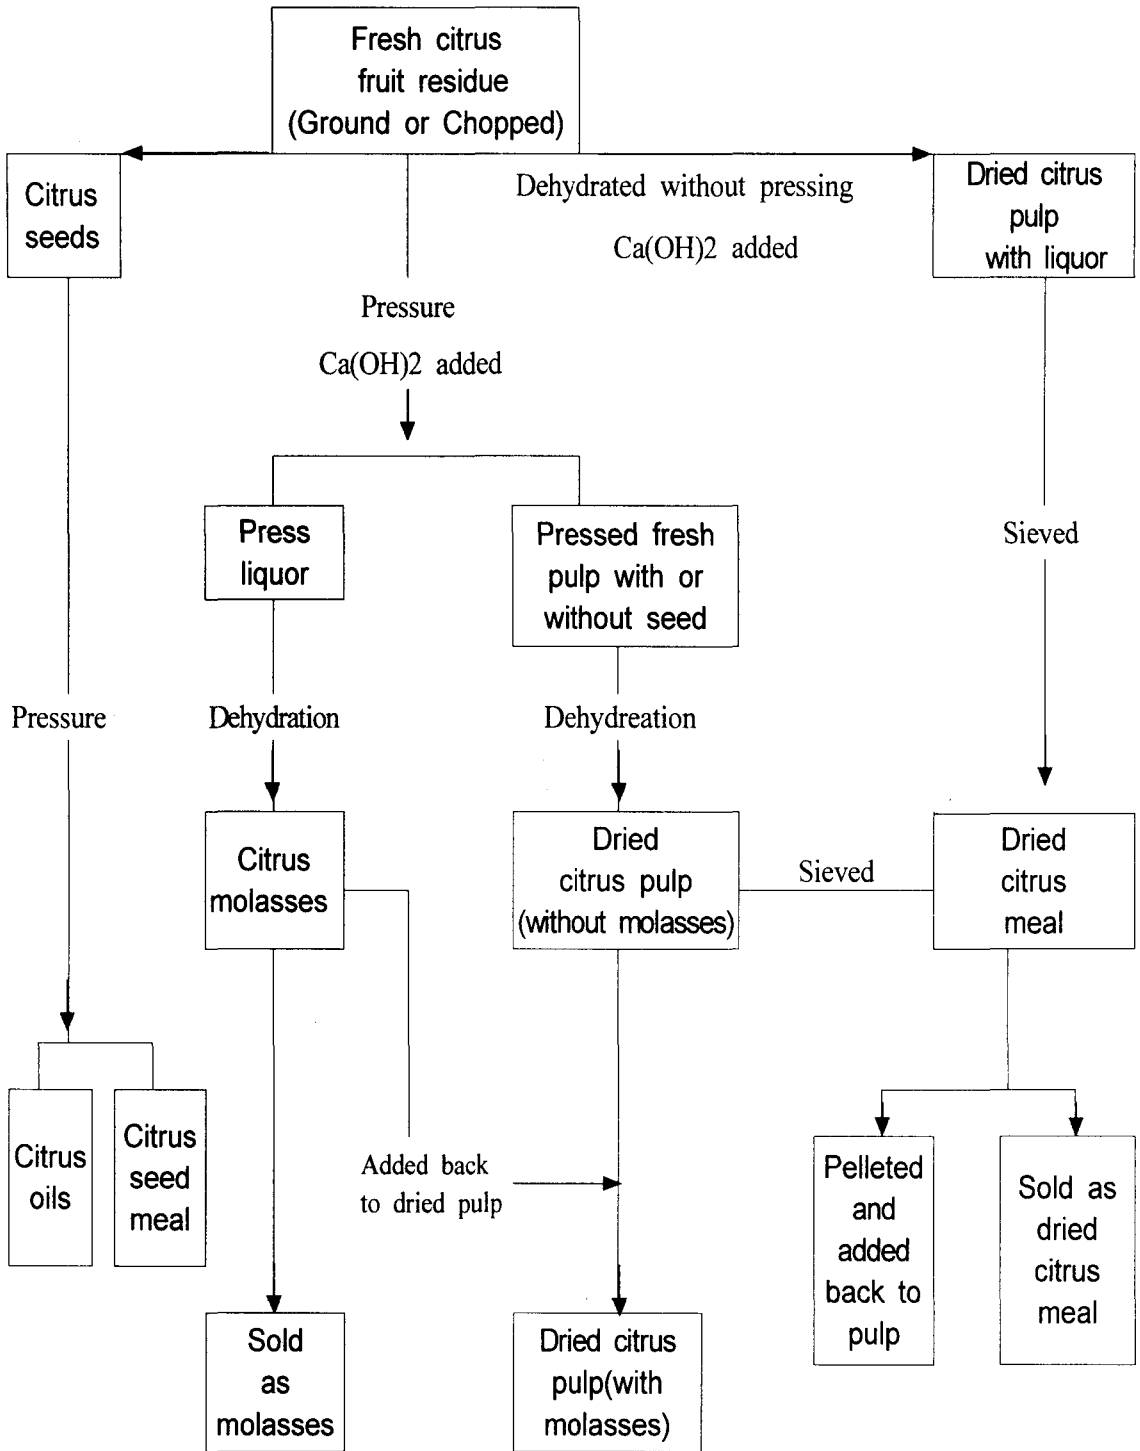 Fresh citrus
fruit residue
(Ground or Chopped)
Citrus
seeds
Dehydrated without pressing
Ca(OH)2 added
Dried citrus
pulp
with liquor
Pressure
Ca(OH)2 added
Press
liquor
Pressed fresh
pulp with or
without seed
Sieved
Pressure
Dehydration
Dehydreation
Citrus
molasses
Dried
citrus pulp
(without molasses)
Sieved
Dried
citrus
meal
Citrus
oils
Citrus
seed
meal
Added back
to dried pulp
Pelleted
and
added
back to
pulp
Sold as
dried
citrus
meal
Sold
as
molasses
Dried citrus
pulp(with
molasses)